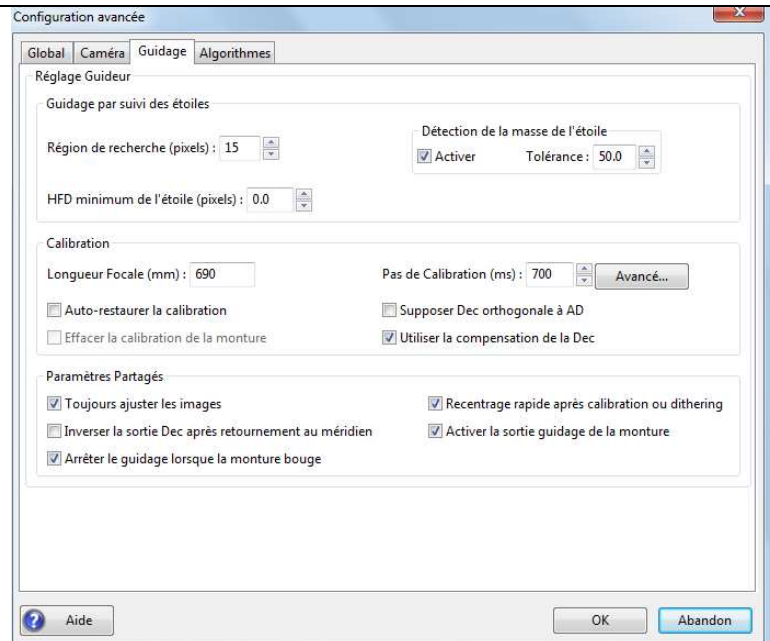 Configuration avancée
Global Caméra Guidage Algorithmes
Réglage Guideur
Guidage par suivi des étoiles
Région de recherche (pixels) : 15
Détection de la masse de l'étoile
Activer Tolérance : 50.0
HFD minimum de l'étoile (pixels) : 0.0
Calibration
Longueur Focale (mm) : 690 Pas de Calibration (ms) : 700 Avancé...
Auto-restaurer la calibration Supposer Dec orthogonale à AD
Effacer la calibration de la monture Utiliser la compensation de la Dec
Paramètres Partagés
Toujours ajuster les images Recentrage rapide après calibration ou dithering
Inverser la sortie Dec après retournement au méridien Activer la sortie guidage de la monture
Arrêter le guidage lorsque la monture bouge
Aide OK Abandon